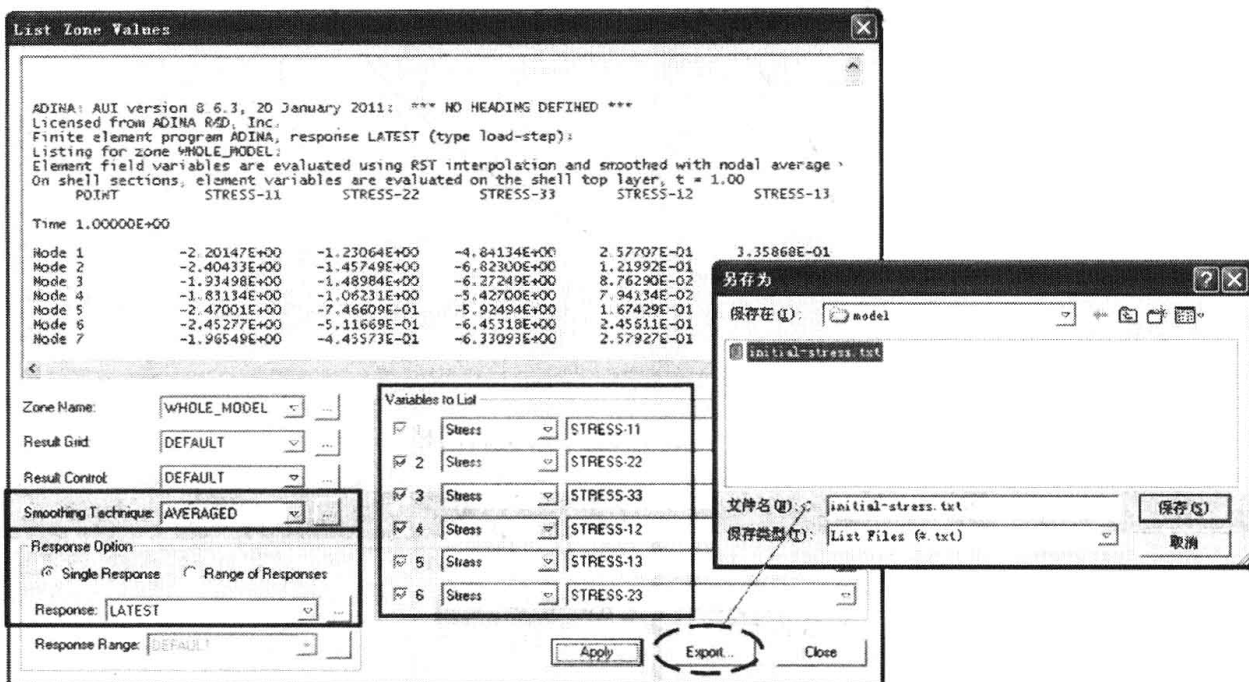 List Zone Values
ADINA: AUI version 8.6.3, 20 January 2011: *** NO HEADING DEFINED ***
Licensed from ADINA R&D, Inc.
Finite element program ADINA, response LATEST (type load-step):
Listing for zone WHOLE_MODEL:
Element field variables are evaluated using RST interpolation and smoothed with nodal average
On shell sections, element variables are evaluated on the shell top layer, t = 1.00
POINT STRESS-11 STRESS-22 STRESS-33 STRESS-12 STRESS-13
Time 1.00000E+00
Node 1 -2.20147E+00 -1.23064E+00 -4.84134E+00 2.57707E-01 3.35868E-01
Node 2 -2.40433E+00 -1.45749E+00 -6.82300E+00 1.21992E-01
Node 3 -1.93498E+00 -1.48984E+00 -6.27249E+00 8.76290E-02
Node 4 -1.83134E+00 -1.06231E+00 -5.42700E+00 7.94134E-02
Node 5 -2.47001E+00 -7.46609E-01 -5.92494E+00 1.67429E-01
Node 6 -2.45277E+00 -5.11669E-01 -6.45318E+00 2.45611E-01
Node 7 -1.96549E+00 -4.45573E-01 -6.33093E+00 2.57927E-01
Zone Name: WHOLE_MODEL ...
Result Grid: DEFAULT ...
Result Control: DEFAULT ...
Smoothing Technique: AVERAGED ...
Response Option
Single Response Range of Responses
Response: LATEST ...
Response Range: DEFAULT ...
Variables to List
1 Stress STRESS-11
2 Stress STRESS-22
3 Stress STRESS-33
4 Stress STRESS-12
5 Stress STRESS-13
6 Stress STRESS-23
Apply Export... Close
另存为
保存在(I): model
initial-stress.txt
文件名(N): initial-stress.txt 保存(S)
保存类型(T): List Files (*.txt) 取消